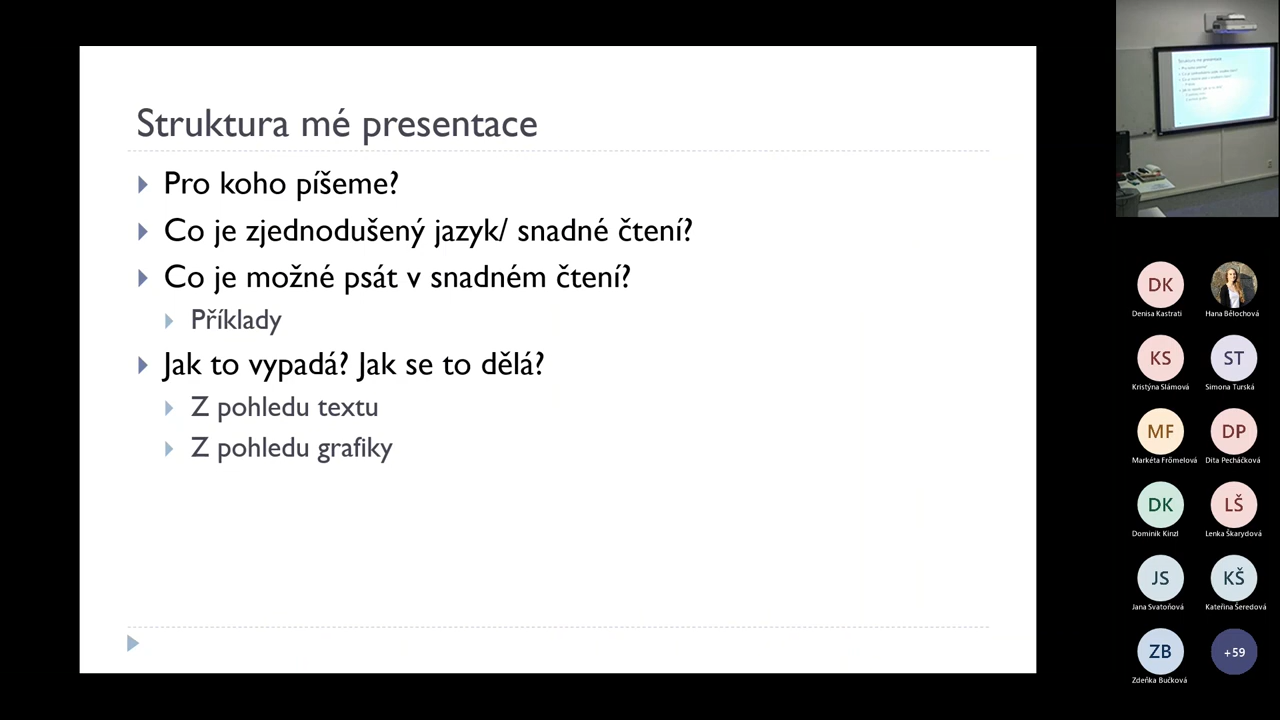 Struktura mé presentace
Pro koho píšeme?
Co je zjednodušený jazyk/ snadné čtení?
Co je možné psát v snadném čtení?
Příklady
Jak to vypadá? Jak se to dělá?
Z pohledu textu
Z pohledu grafiky
DK
Denisa Kastrati
Hana Bělochová
KS
Kristýna Slámová
ST
Simona Turská
MF
Markéta Frömelová
DP
Dita Pecháčková
DK
Dominik Kinzl
LŠ
Lenka Škarydová
JS
Jana Svatoňová
KŠ
Kateřina Šeredová
ZB
Zdeňka Bučková
+59